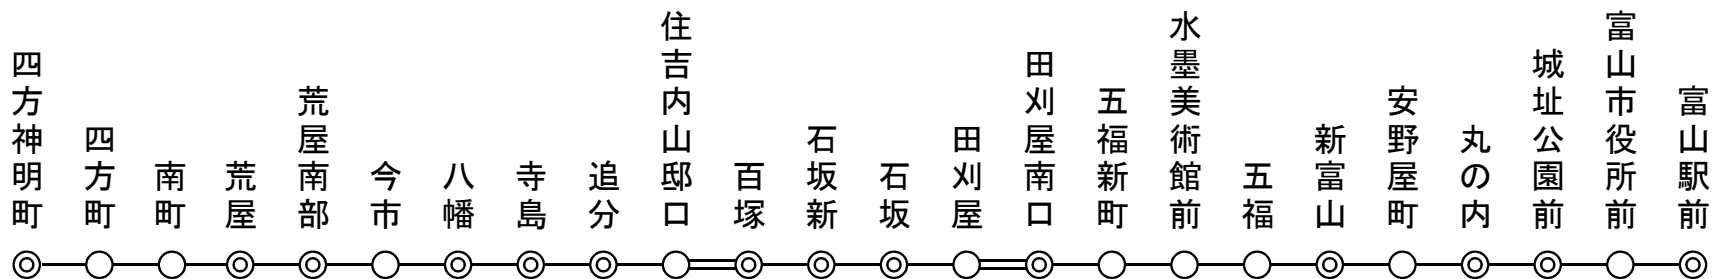 四方神明町
四方町
南町
荒屋
荒屋南部
今市
八幡
寺島
追分
住吉内山邸口
百塚
石坂新
石坂
田刈屋
田刈屋南口
五福新町
水墨美術館前
五福
新富山
安野屋町
丸の内
城址公園前
富山市役所前
富山駅前